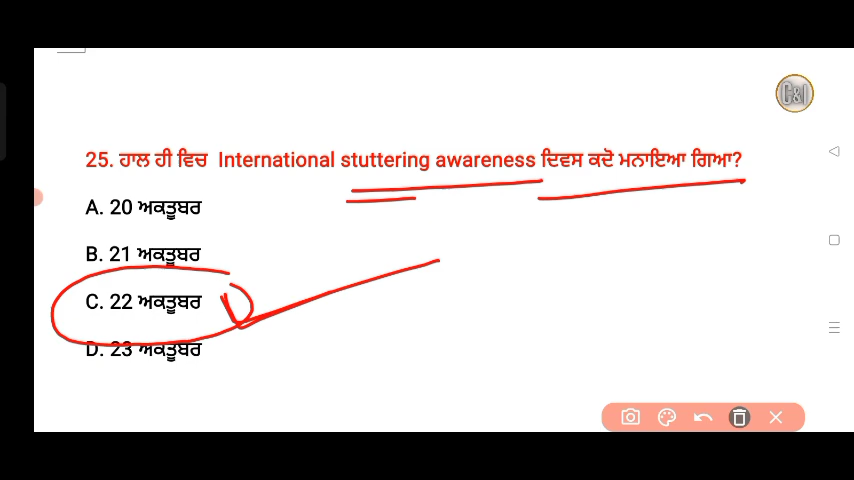 C&I
25. ਹਾਲ ਹੀ ਵਿਚ International stuttering awareness ਦਿਵਸ ਕਦੋ ਮਨਾਇਆ ਗਿਆ?
A. 20 ਅਕਤੂਬਰ
B. 21 ਅਕਤੂਬਰ
C. 22 ਅਕਤੂਬਰ
D. 23 ਅਕਤੂਬਰ